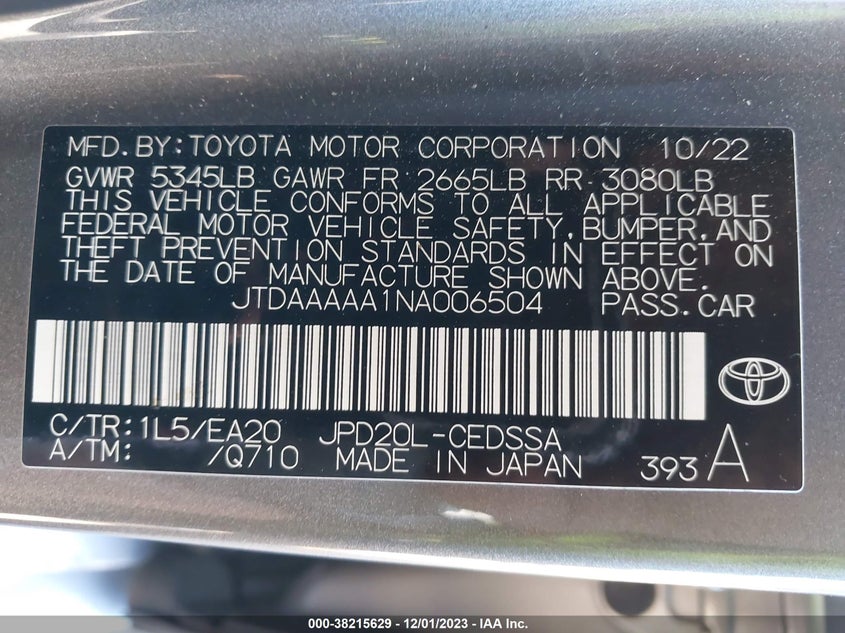 MFD.BY:TOYOTA MOTOR CORPORATION 10/22
GVWR 5345LB GAWR FR 2665LB RR 3080LB
THIS VEHICLE CONFORMS TO ALL APPLICABLE
FEDERAL MOTOR VEHICLE SAFETY,BUMPER,AND
THEFT PREVENTION STANDARDS IN EFFECT ON
THE DATE OF MANUFACTURE SHOWN ABOVE.
JTDAAAAA1NA006504 PASS.CAR
C/TR:1L5/EA20 JPD20L-CEDSSA
A/TM: /Q710 MADE IN JAPAN 393 A
000-38215629 - 12/01/2023 - IAA Inc.